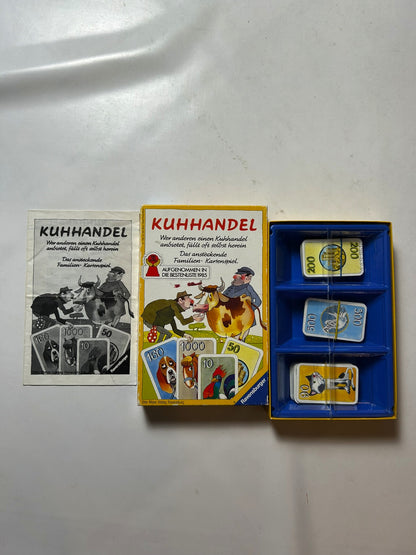 KUHHANDEL
Wer anderen einen Kuhhandel
anbietet, fällt oft selbst herein
Das ansteckende
Familien-Kartenspiel.
100
1000
10
50
KUHHANDEL
Wer anderen einen Kuhhandel
anbietet, fällt oft selbst herein
Das ansteckende
Familien-Kartenspiel.
AUFGENOMMEN IN
DIE BESTENLISTE 1985
160
1000
10
50
Ravensburger
200
200